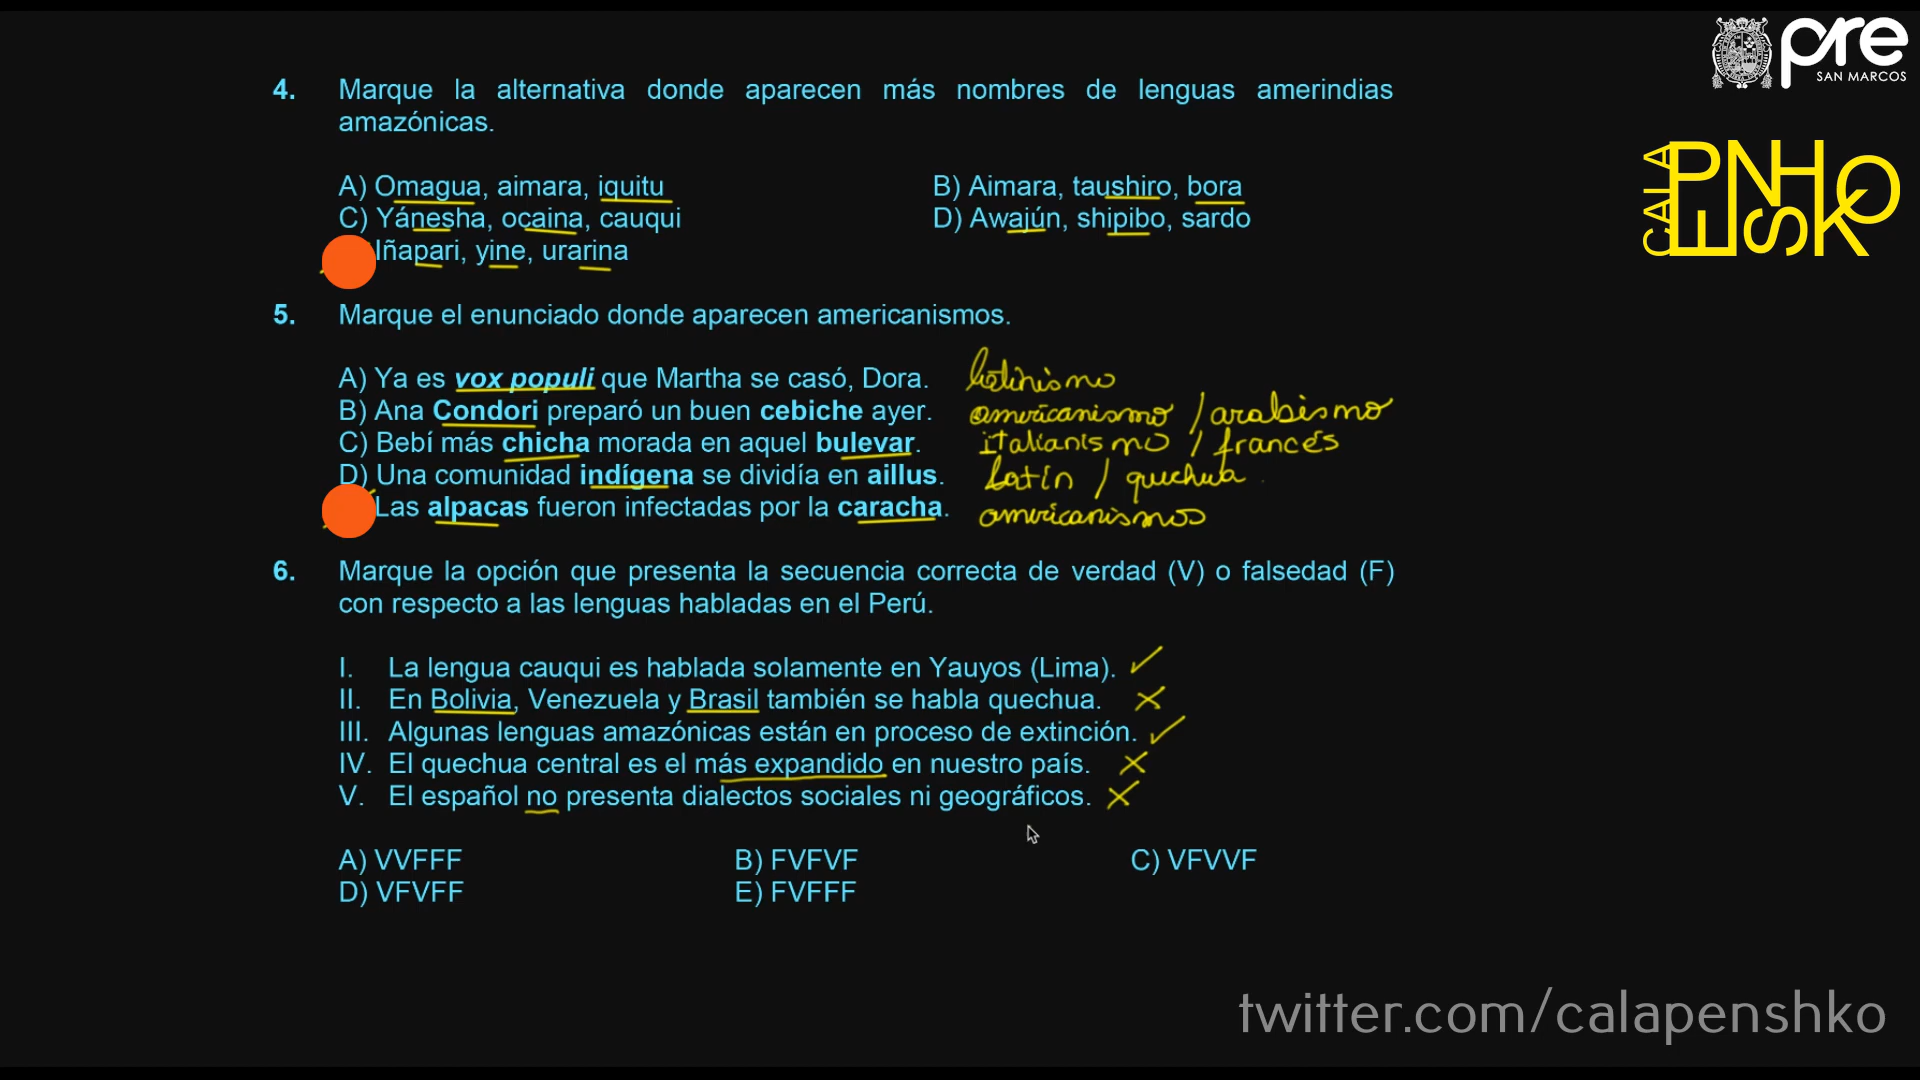 pre
SAN MARCOS
CALA
PENSHKO
4. Marque la alternativa donde aparecen más nombres de lenguas amerindias
amazónicas.
A) Omagua, aimara, iquitu
B) Aimara, taushiro, bora
C) Yánesha, ocaina, cauqui
D) Awajún, shipibo, sardo
Iñapari, yine, urarina
5. Marque el enunciado donde aparecen americanismos.
A) Ya es vox populi que Martha se casó, Dora. latinismo
B) Ana Condori preparó un buen cebiche ayer. americanismo / arabismo
C) Bebí más chicha morada en aquel bulevar. italianismo / francés
D) Una comunidad indígena se dividía en aillus. Latín / quechua
Las alpacas fueron infectadas por la caracha. americanismos
6. Marque la opción que presenta la secuencia correcta de verdad (V) o falsedad (F)
con respecto a las lenguas habladas en el Perú.
I. La lengua cauqui es hablada solamente en Yauyos (Lima).
II. En Bolivia, Venezuela y Brasil también se habla quechua.
III. Algunas lenguas amazónicas están en proceso de extinción.
IV. El quechua central es el más expandido en nuestro país.
V. El español no presenta dialectos sociales ni geográficos.
A) VVFFF
B) FVFVF
C) VFVVF
D) VFVFF
E) FVFFF
twitter.com/calapenshko